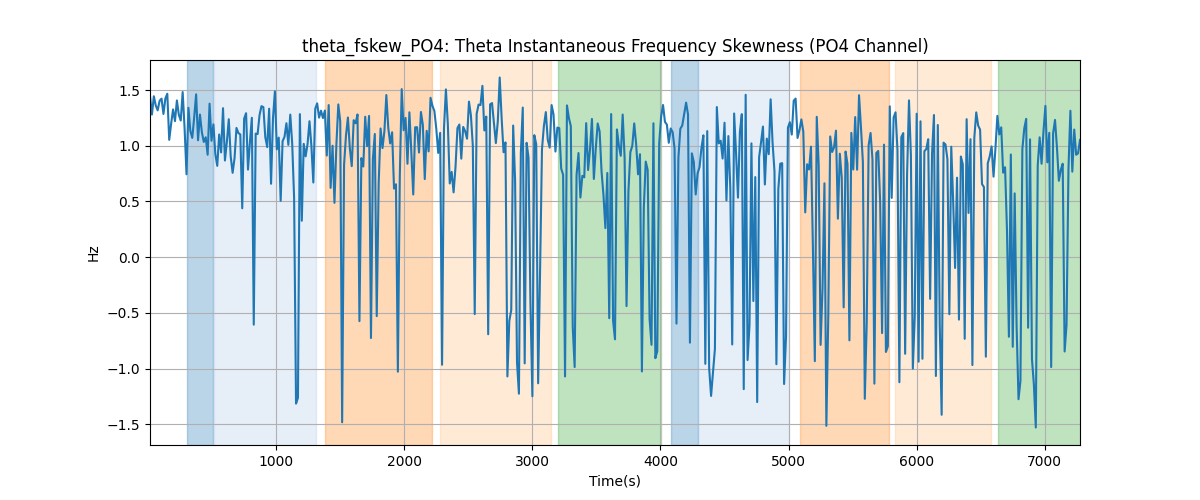 theta_fskew_PO4: Theta Instantaneous Frequency Skewness (PO4 Channel)
1.5
1.0
0.5
0.0
−0.5
−1.0
−1.5
Hz
1000 2000 3000 4000 5000 6000 7000
Time(s)